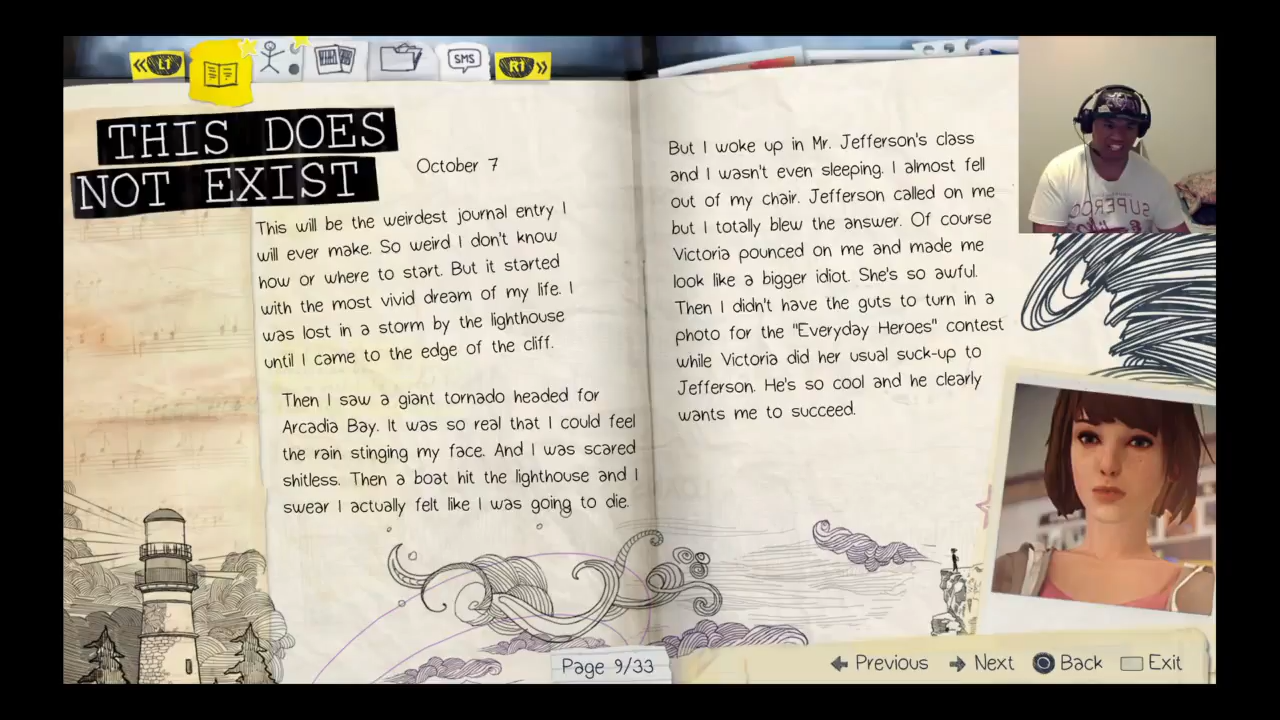 LT
SMS
R1
THIS DOES
NOT EXIST
October 7
This will be the weirdest journal entry I
will ever make. So weird I don't know
how or where to start. But it started
with the most vivid dream of my life. I
was lost in a storm by the lighthouse
until I came to the edge of the cliff.
Then I saw a giant tornado headed for
Arcadia Bay. It was so real that I could feel
the rain stinging my face. And I was scared
shitless. Then a boat hit the lighthouse and I
swear I actually felt like I was going to die.
But I woke up in Mr. Jefferson's class
and I wasn't even sleeping. I almost fell
out of my chair. Jefferson called on me
but I totally blew the answer. Of course
Victoria pounced on me and made me
look like a bigger idiot. She's so awful.
Then I didn't have the guts to turn in a
photo for the "Everyday Heroes" contest
while Victoria did her usual suck-up to
Jefferson. He's so cool and he clearly
wants me to succeed.
Page 9/33
Previous
Next
Back
Exit